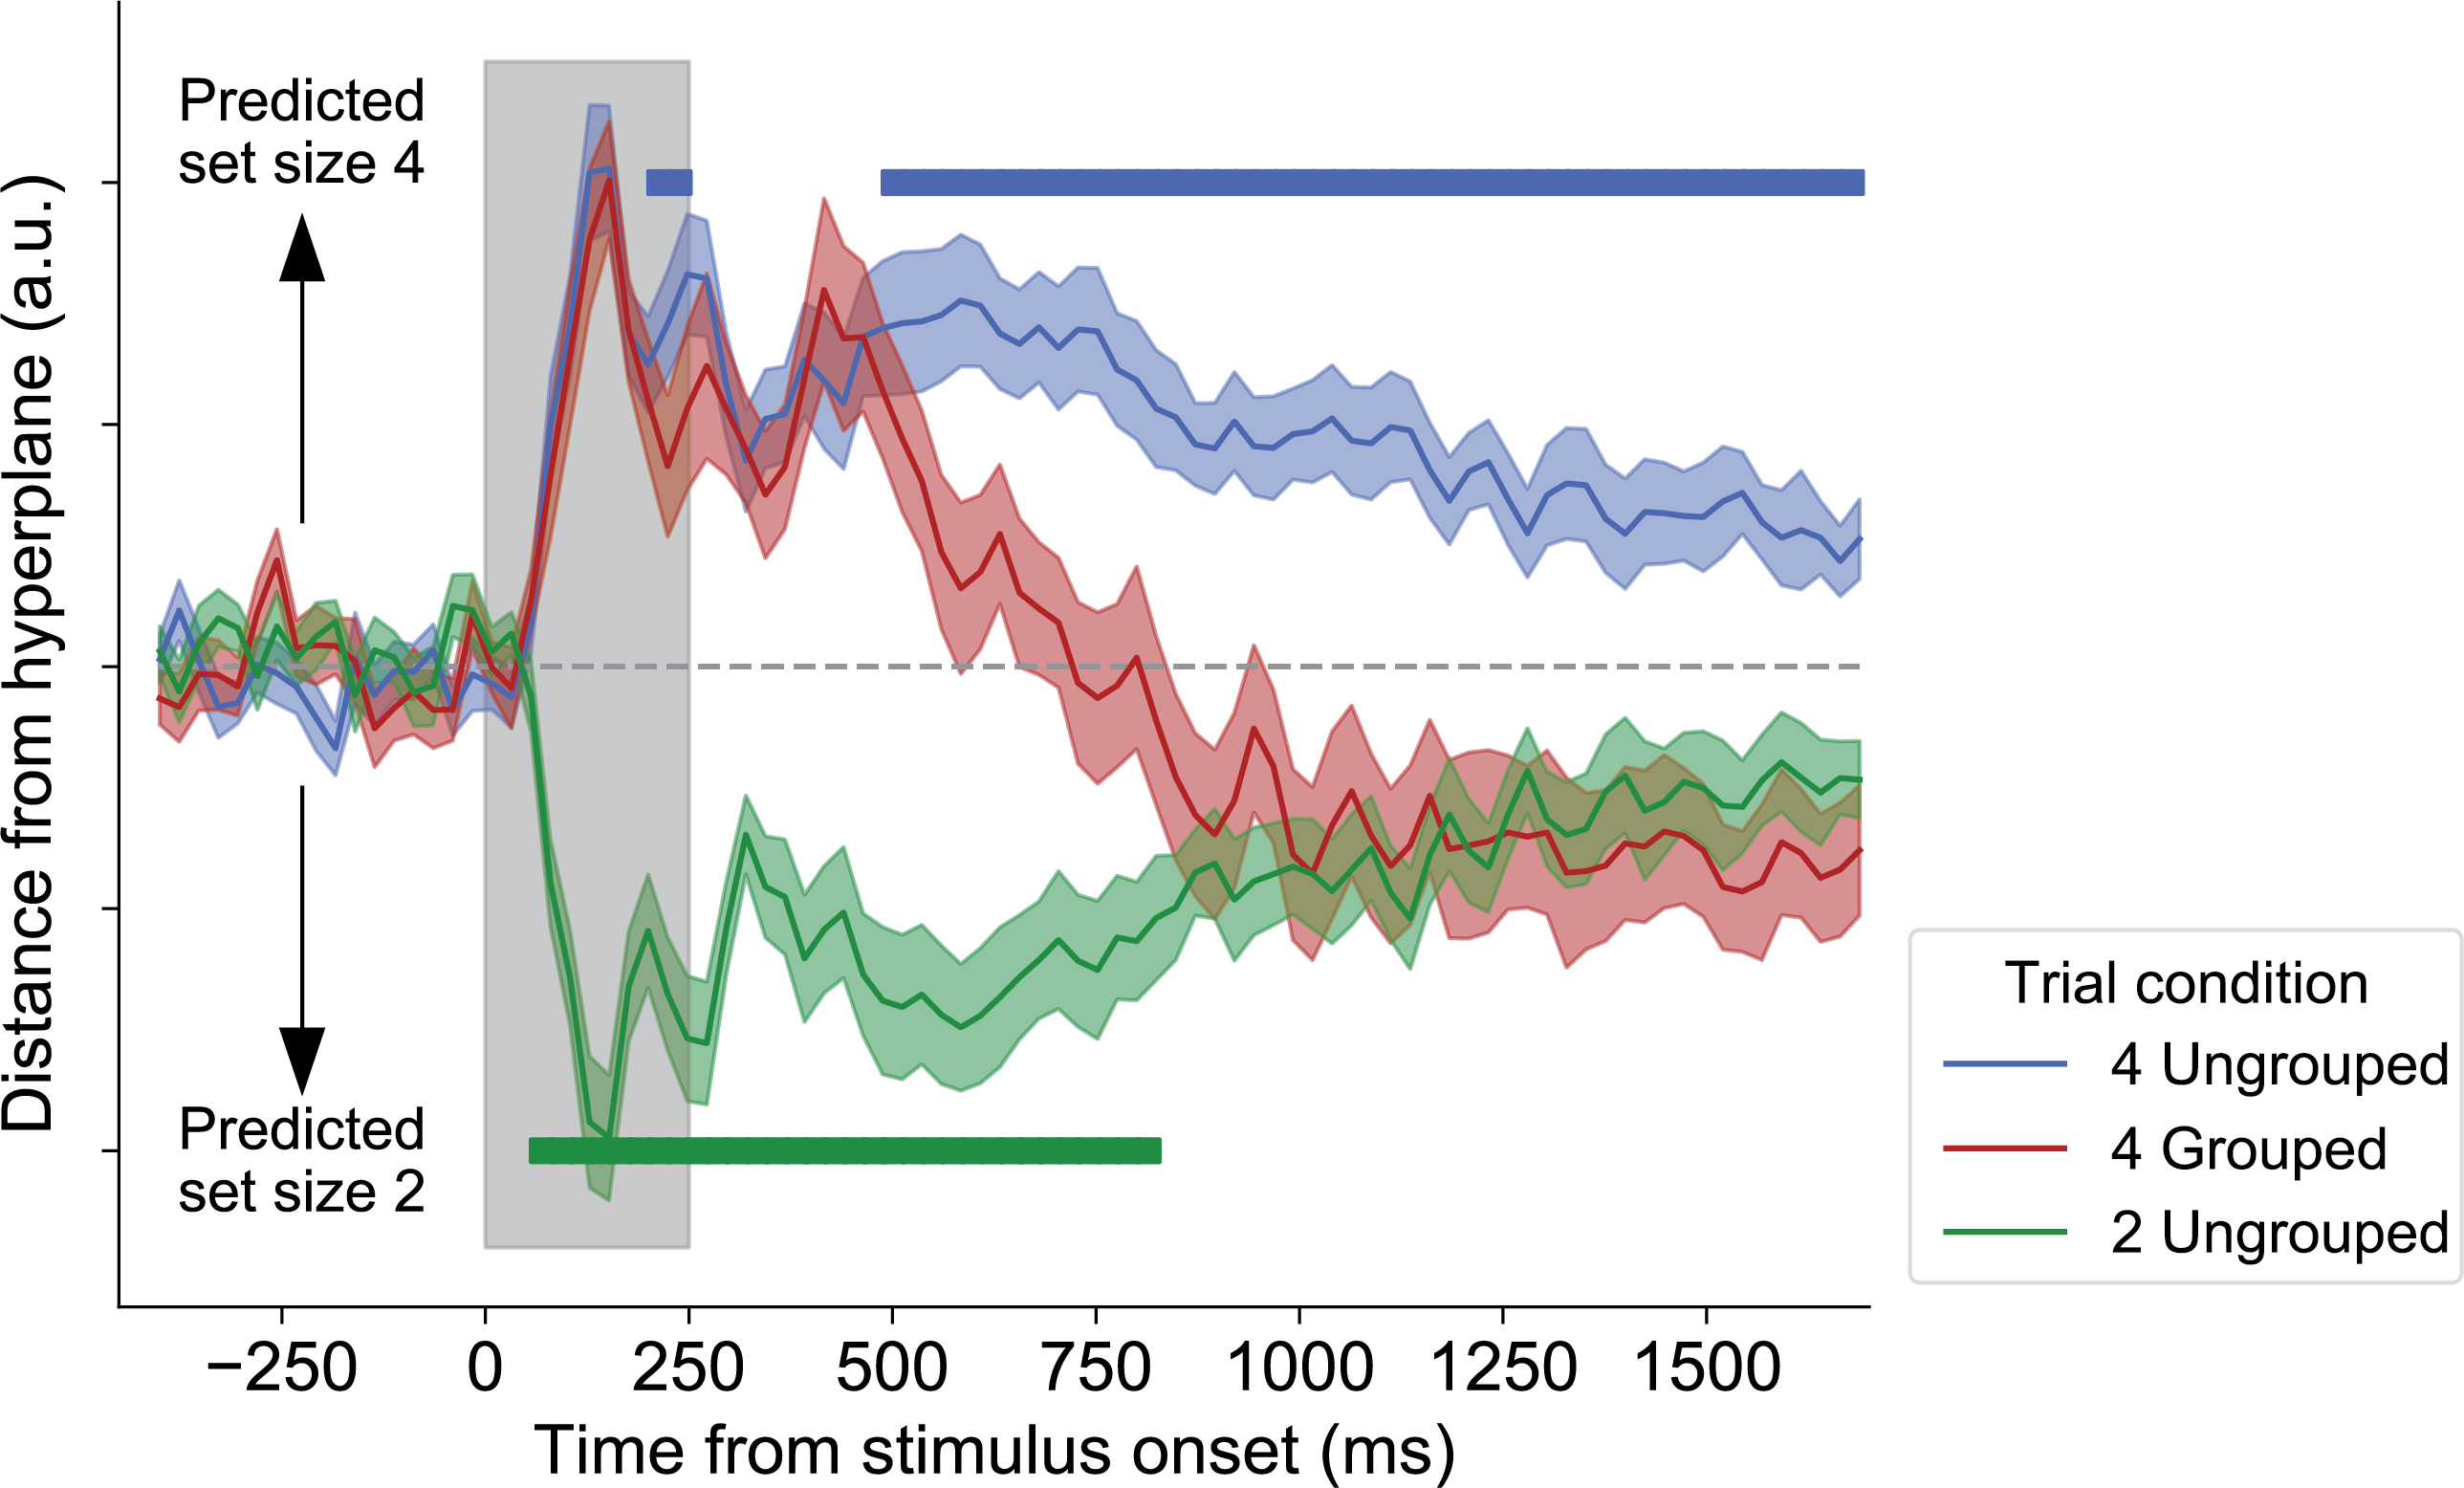 Distance from hyperplane (a.u.)
Predicted
set size 4
Predicted
set size 2
−250 0 250 500 750 1000 1250 1500
Time from stimulus onset (ms)
Trial condition
4 Ungrouped
4 Grouped
2 Ungrouped